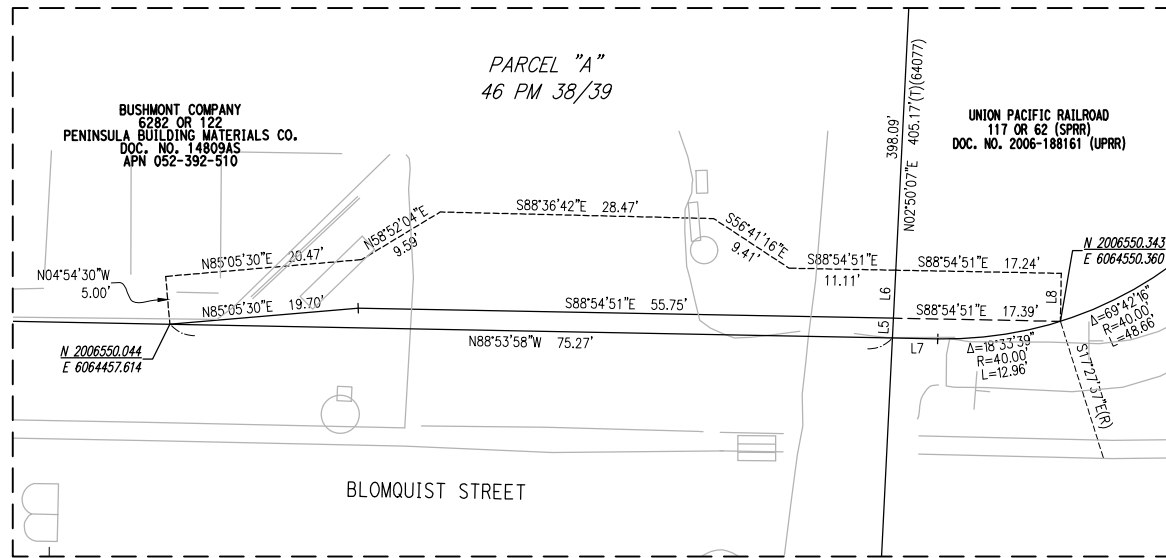 PARCEL "A"
46 PM 38/39
BUSHMONT COMPANY
6282 OR 122
PENINSULA BUILDING MATERIALS CO.
DOC. NO. 14809AS
APN 052-392-510
UNION PACIFIC RAILROAD
117 OR 62 (SPRR)
DOC. NO. 2006-188161 (UPRR)
398.09'
N02°50'07"E 405.17'(T)(64077)
S88°36'42"E 28.47'
N58°52'04"E
9.59'
S56°41'16"E
9.41'
N 2006550.343
E 6064550.360
N85°05'30"E 20.47'
S88°54'51"E
11.11'
S88°54'51"E 17.24'
N04°54'30"W
5.00'
L6
L8
N85°05'30"E 19.70'
S88°54'51"E 55.75'
S88°54'51"E 17.39'
Δ=69°42'16"
R=40.00'
L=48.66'
L5
N88°53'58"W 75.27'
L7
Δ=18°33'39"
R=40.00'
L=12.96'
S17°27'37"E(R)
N 2006550.044
E 6064457.614
BLOMQUIST STREET